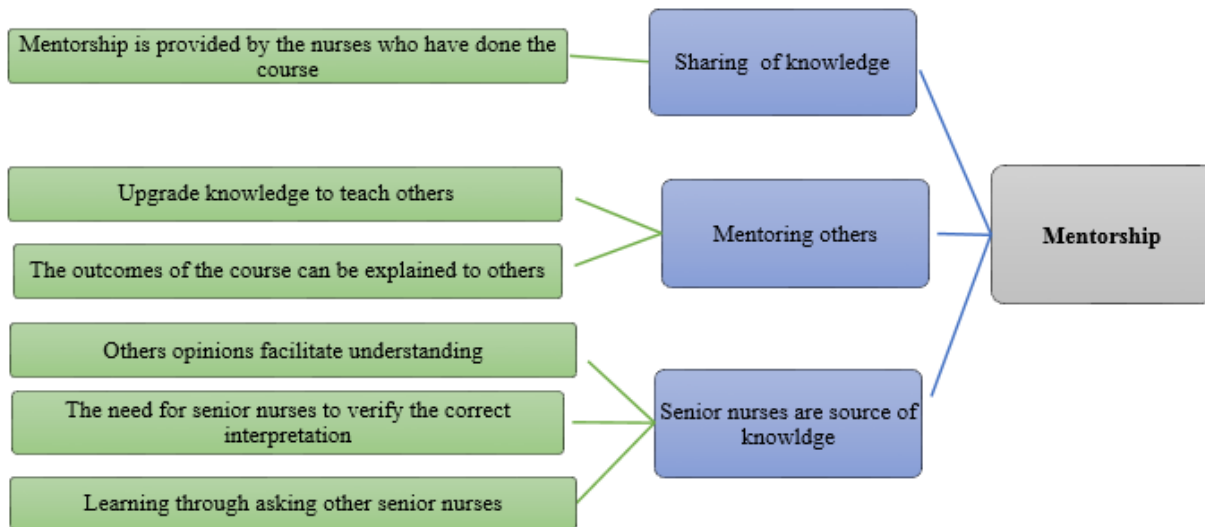 Mentorship is provided by the nurses who have done the
course
Sharing of knowledge
Upgrade knowledge to teach others
The outcomes of the course can be explained to others
Mentoring others
Mentorship
Others opinions facilitate understanding
The need for senior nurses to verify the correct
interpretation
Learning through asking other senior nurses
Senior nurses are source of
knowldge